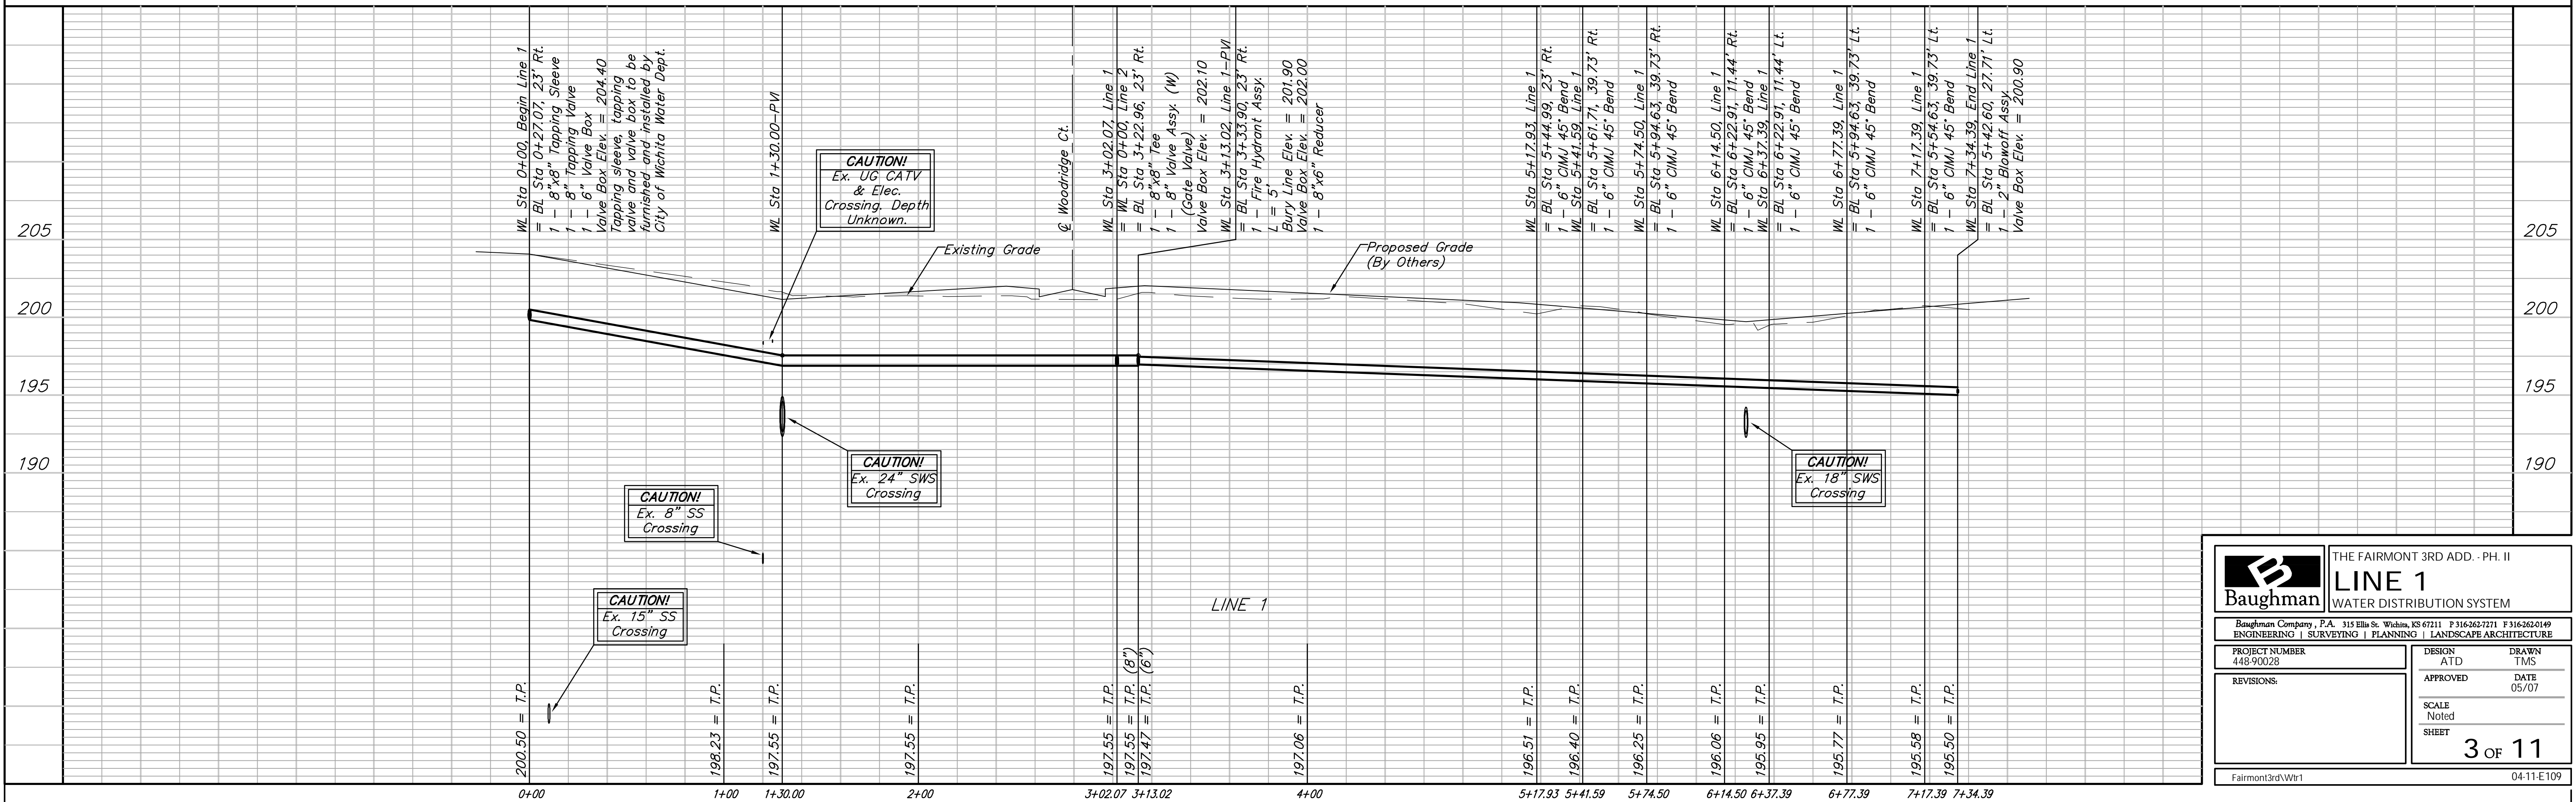 WL Sta 0+00, Begin Line 1
= BL Sta 0+27.07, 23' Rt.
1 - 8"x8" Tapping Sleeve
1 - 8" Tapping Valve
1 - 6" Valve Box
Valve Box Elev. = 204.40
Tapping sleeve, tapping
valve and valve box to be
furnished and installed by
City of Wichita Water Dept.
WL Sta 1+30.00-PVI
CAUTION!
Ex. UG CATV
& Elec.
Crossing. Depth
Unknown.
℄ Woodridge Ct.
WL Sta 3+02.07, Line 1
= WL Sta 0+00, Line 2
= BL Sta 3+22.96, 23' Rt.
1 - 8"x8" Tee
1 - 8" Valve Assy. (W)
(Gate Valve)
Valve Box Elev. = 202.10
WL Sta 3+13.02, Line 1-PVI
= BL Sta 3+33.90, 23' Rt.
1 - Fire Hydrant Assy.
L = 5'
Bury Line Elev. = 201.90
Valve Box Elev. = 202.00
1 - 8"x6" Reducer
WL Sta 5+17.93, Line 1
= BL Sta 5+44.99, 23' Rt.
1 - 6" CIMJ 45° Bend
WL Sta 5+41.59, Line 1
= BL Sta 5+61.71, 39.73' Rt.
1 - 6" CIMJ 45° Bend
WL Sta 5+74.50, Line 1
= BL Sta 5+94.63, 39.73' Rt.
1 - 6" CIMJ 45° Bend
WL Sta 6+14.50, Line 1
= BL Sta 6+22.91, 11.44' Rt.
1 - 6" CIMJ 45° Bend
WL Sta 6+37.39, Line 1
= BL Sta 6+22.91, 11.44' Lt.
1 - 6" CIMJ 45° Bend
WL Sta 6+77.39, Line 1
= BL Sta 5+94.63, 39.73' Lt.
1 - 6" CIMJ 45° Bend
WL Sta 7+17.39, Line 1
= BL Sta 5+54.63, 39.73' Lt.
1 - 6" CIMJ 45° Bend
WL Sta 7+34.39, End Line 1
= BL Sta 5+42.60, 27.71' Lt.
1 - 2" Blowoff Assy.
Valve Box Elev. = 200.90
205
205
Existing Grade
Proposed Grade
(By Others)
200
200
195
195
190
190
CAUTION!
Ex. 24" SWS
Crossing
CAUTION!
Ex. 18" SWS
Crossing
CAUTION!
Ex. 8" SS
Crossing
CAUTION!
Ex. 15" SS
Crossing
LINE 1
200.50 = T.P.
198.23 = T.P.
197.55 = T.P.
197.55 = T.P.
197.55 = T.P.
197.55 = T.P. (8")
197.47 = T.P. (6")
197.06 = T.P.
196.51 = T.P.
196.40 = T.P.
196.25 = T.P.
196.06 = T.P.
195.95 = T.P.
195.77 = T.P.
195.58 = T.P.
195.50 = T.P.
0+00 1+00 1+30.00 2+00 3+02.07 3+13.02 4+00 5+17.93 5+41.59 5+74.50 6+14.50 6+37.39 6+77.39 7+17.39 7+34.39
B
Baughman
THE FAIRMONT 3RD ADD. - PH. II
LINE 1
WATER DISTRIBUTION SYSTEM
Baughman Company, P.A. 315 Ellis St. Wichita, KS 67211 P 316-262-7271 F 316-262-0149
ENGINEERING | SURVEYING | PLANNING | LANDSCAPE ARCHITECTURE
PROJECT NUMBER
448-90028
REVISIONS:
DESIGN
ATD
DRAWN
TMS
APPROVED
DATE
05/07
SCALE
Noted
SHEET
3 OF 11
Fairmont3rd\Wtr1
04-11-E109